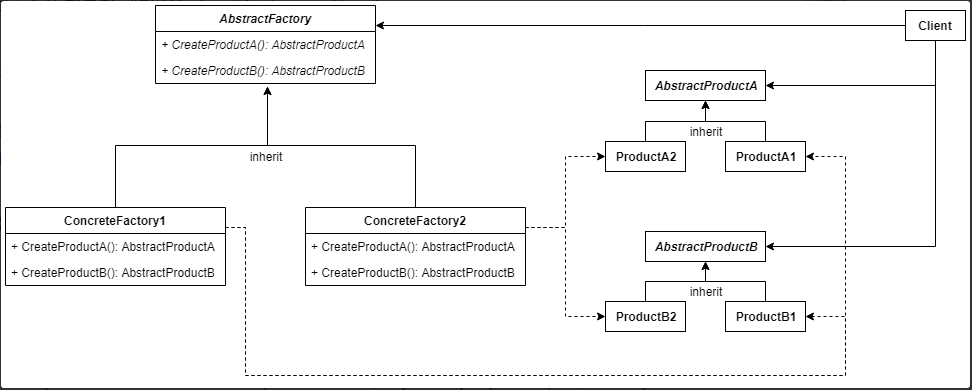 AbstractFactory
+ CreateProductA(): AbstractProductA
+ CreateProductB(): AbstractProductB
Client
AbstractProductA
inherit
inherit
ProductA2
ProductA1
ConcreteFactory1
+ CreateProductA(): AbstractProductA
+ CreateProductB(): AbstractProductB
ConcreteFactory2
+ CreateProductA(): AbstractProductA
+ CreateProductB(): AbstractProductB
AbstractProductB
inherit
ProductB2
ProductB1